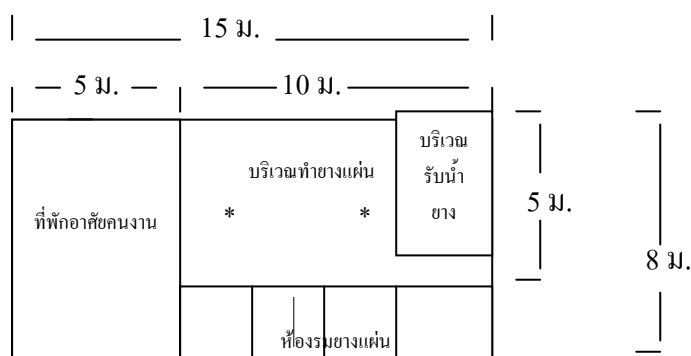 15 ม.
5 ม.
10 ม.
บริเวณทำยางแผ่น
บริเวณ
รับน้ำ
ยาง
* *
ที่พักอาศัยคนงาน
5 ม.
8 ม.
ห้องรมยางแผ่น